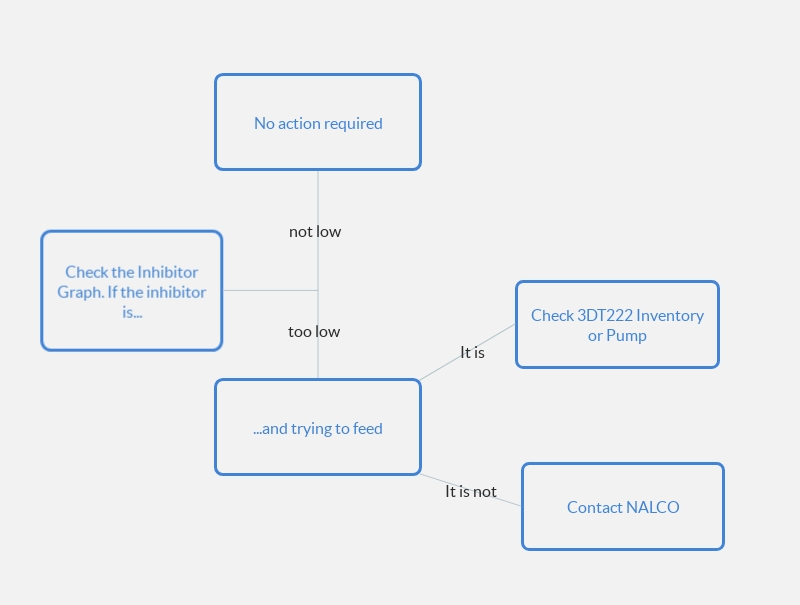 No action required
not low
Check the Inhibitor
Graph. If the inhibitor
is...
too low
Check 3DT222 Inventory
or Pump
It is
...and trying to feed
It is not
Contact NALCO